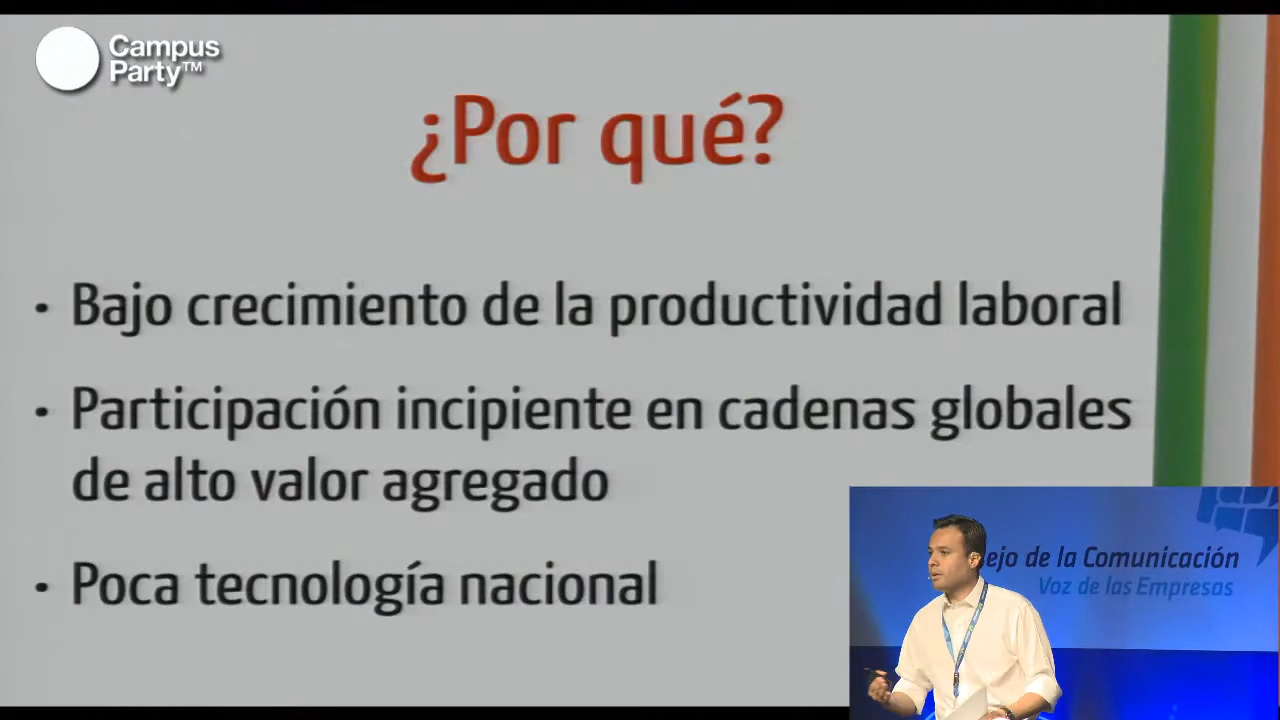 Campus
Party™
¿Por qué?
• Bajo crecimiento de la productividad laboral
• Participación incipiente en cadenas globales
de alto valor agregado
• Poca tecnología nacional
ejo de la Comunicación
Voz de las Empresas